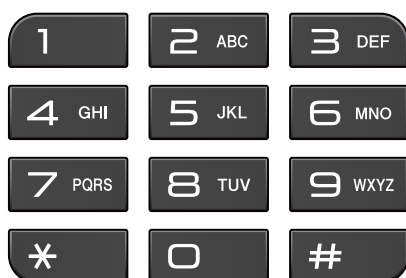 1 2 ABC 3 DEF
4 GHI 5 JKL 6 MNO
7 PQRS 8 TUV 9 WXYZ
* 0 #